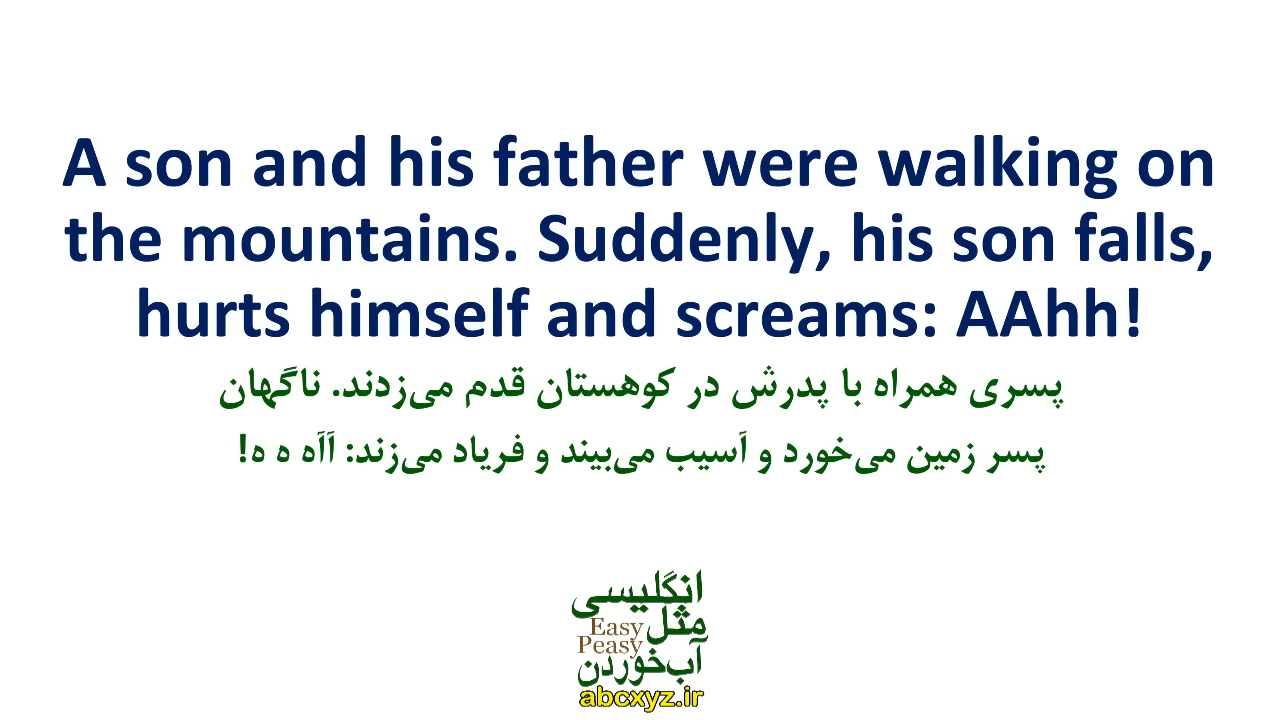 A son and his father were walking on
the mountains. Suddenly, his son falls,
hurts himself and screams: AAhh!
پسری همراه با پدرش در کوهستان قدم می‌زدند. ناگهان
پسر زمین می‌خورد و آسیب می‌بیند و فریاد می‌زند: آآه ه ه!
انگلیسی
مثل
Easy
Peasy
آب‌خوردن
abcxyz.ir